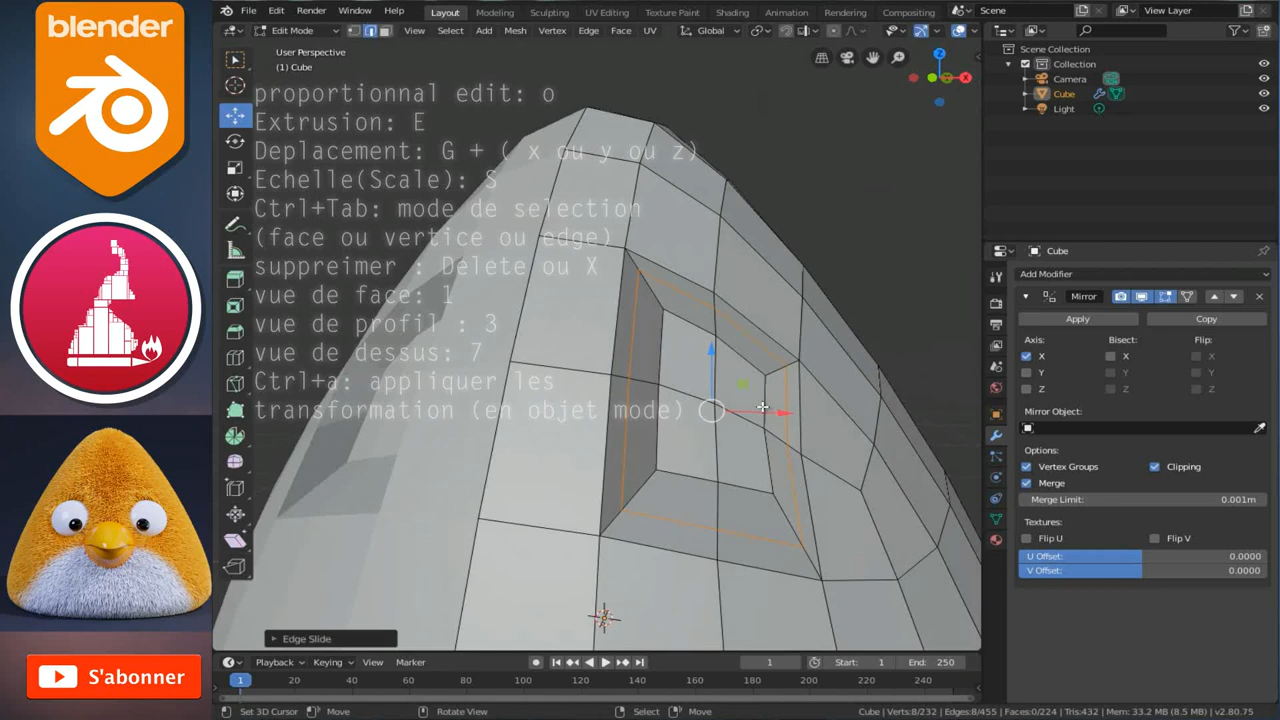 blender
S'abonner
File Edit Render Window Help
Layout Modeling Sculpting UV Editing Texture Paint Shading Animation Rendering Compositing
Scene
View Layer
Edit Mode
View Select Add Mesh Vertex Edge Face UV
Global
User Perspective
(1) Cube
Z
X
proportionnal edit: o
Extrusion: E
Deplacement: G + ( x ou y ou z)
Echelle(Scale): S
Ctrl+Tab: mode de selection
(face ou vertice ou edge)
suppreimer : Delete ou X
vue de face: 1
vue de profil : 3
vue de dessus: 7
Ctrl+a: appliquer les
transformation (en objet mode)
Edge Slide
Scene Collection
Collection
Camera
Cube
Light
Cube
Add Modifier
Mirror
Apply Copy
Axis: Bisect: Flip:
X X X
Y Y Y
Z Z Z
Mirror Object:
Options:
Vertex Groups Clipping
Merge
Merge Limit: 0.001m
Textures:
Flip U Flip V
U Offset: 0.0000
V Offset: 0.0000
Playback Keying View Marker
1 Start: 1 End: 250
1 20 40 60 80 100 120 140 160 180 200 220 240
Set 3D Cursor Move Rotate View Select Move
Cube | Verts:8/232 | Edges:8/455 | Faces:0/224 | Tris:432 | Mem: 33.2 MB (8.5 MB) | v2.80.75